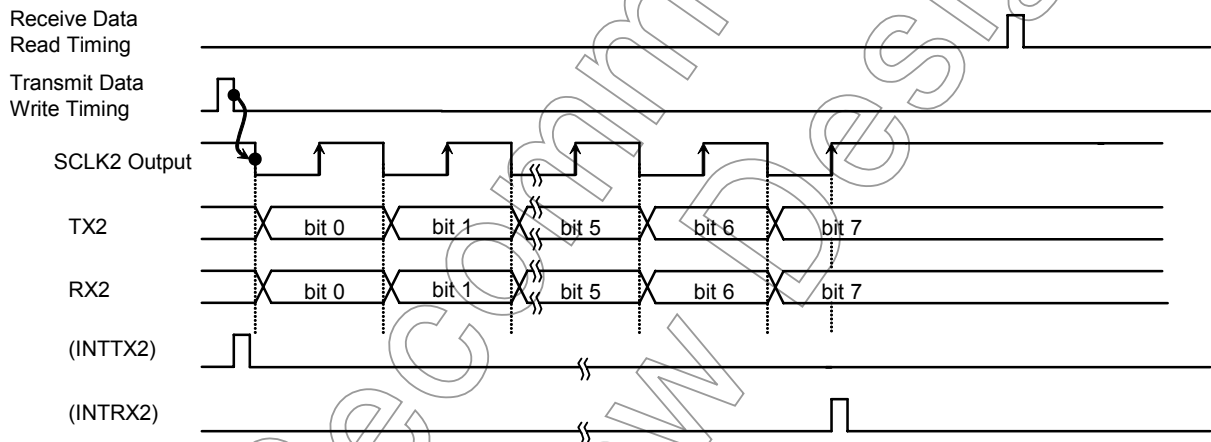 Receive Data
Read Timing
Transmit Data
Write Timing
SCLK2 Output
TX2
bit 0
bit 1
bit 5
bit 6
bit 7
RX2
bit 0
bit 1
bit 5
bit 6
bit 7
(INTTX2)
(INTRX2)